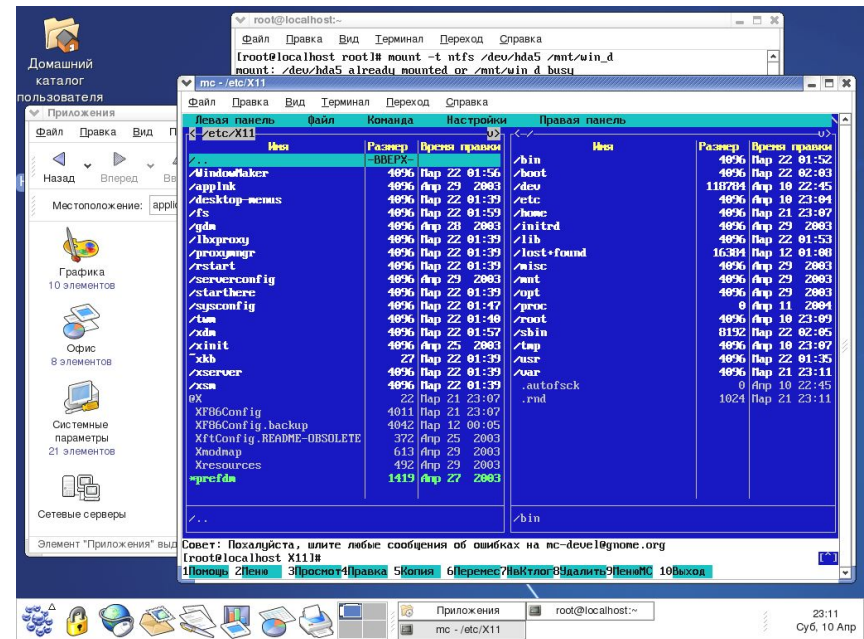 root@localhost:~
Файл Правка Вид Терминал Переход Справка
[root@localhost root]# mount -t ntfs /dev/hda5 /mnt/win_d
mount: /dev/hda5 already mounted or /mnt/win_d busy
Домашний
каталог
пользователя
Приложения
Файл Правка Вид
Назад Вперед
Местоположение:
Графика
10 элементов
Офис
8 элементов
Системные
параметры
21 элементов
Сетевые серверы
Элемент "Приложения"
mc - /etc/X11
Файл Правка Вид Терминал Переход Справка
Левая панель Файл Команда Настройки Правая панель
/etc/X11
Имя Размер Время правки
/.. -ВВЕРХ-
/WindowMaker 4096 Мар 22 01:56
/applnk 4096 Апр 29 2003
/desktop-menus 4096 Мар 22 01:39
/fs 4096 Мар 22 01:59
/gdm 4096 Апр 28 2003
/lbxproxy 4096 Мар 22 01:39
/proxymngr 4096 Мар 22 01:39
/rstart 4096 Мар 22 01:39
/serverconfig 4096 Апр 29 2003
/starthere 4096 Мар 22 01:39
/sysconfig 4096 Мар 22 01:47
/twm 4096 Мар 22 01:40
/xdm 4096 Мар 22 01:57
/xinit 4096 Апр 25 2003
~xkb 27 Мар 22 01:39
/xserver 4096 Мар 22 01:39
/xsm 4096 Мар 22 01:39
@X 22 Мар 21 23:07
XF86Config 4011 Мар 21 23:07
XF86Config.backup 4042 Мар 12 00:05
XftConfig.README-OBSOLETE 372 Апр 25 2003
Xmodmap 613 Апр 29 2003
Xresources 492 Апр 29 2003
*prefdm 1419 Апр 27 2003
/..
/
Имя Размер Время правки
/bin 4096 Мар 22 01:52
/boot 4096 Мар 22 02:03
/dev 118784 Апр 10 22:45
/etc 4096 Апр 10 23:04
/home 4096 Мар 21 23:07
/initrd 4096 Апр 29 2003
/lib 4096 Мар 22 01:53
/lost+found 16384 Мар 12 01:08
/misc 4096 Апр 29 2003
/mnt 4096 Апр 29 2003
/opt 4096 Апр 29 2003
/proc 0 Апр 11 2004
/root 4096 Апр 10 23:09
/sbin 8192 Мар 22 02:05
/tmp 4096 Апр 10 23:07
/usr 4096 Мар 22 01:35
/var 4096 Мар 21 23:11
.autofsck 0 Апр 10 22:45
.rnd 1024 Мар 21 23:11
/bin
Совет: Пожалуйста, шлите любые сообщения об ошибках на mc-devel@gnome.org
[root@localhost X11]# [^]
1Помощь 2Меню 3Просмот4Правка 5Копия 6Перемес7НвКтлог8Удалить9МенюМС 10Выход
Приложения root@localhost:~
mc - /etc/X11
23:11
Суб, 10 Апр